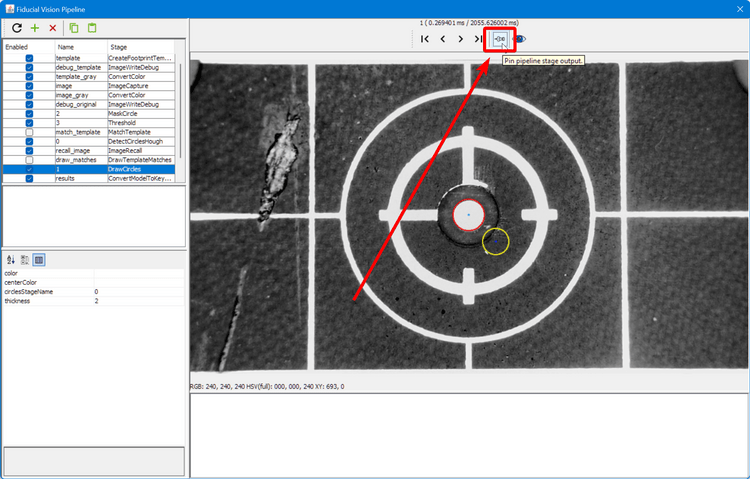 Fiducial Vision Pipeline
1 ( 0.269401 ms / 2055.626002 ms)
Pin pipeline stage output.
Enabled Name Stage
template CreateFootprintTem...
debug_template ImageWriteDebug
template_gray ConvertColor
image ImageCapture
image_gray ConvertColor
debug_original ImageWriteDebug
2 MaskCircle
3 Threshold
match_template MatchTemplate
0 DetectCirclesHough
recall_image ImageRecall
draw_matches DrawTemplateMatches
1 DrawCircles
results ConvertModelToKey...
color
centerColor
circlesStageName 0
thickness 2
RGB: 240, 240, 240 HSV(full): 000, 000, 240 XY: 693, 0